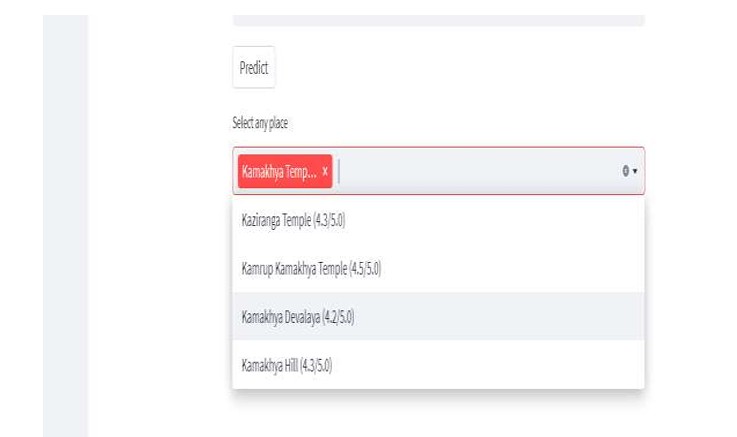 Predict
Select any place
Kamakhya Temp... ×
Kaziranga Temple (4.3/5.0)
Kamrup Kamakhya Temple (4.5/5.0)
Kamakhya Devalaya (4.2/5.0)
Kamakhya Hill (4.3/5.0)